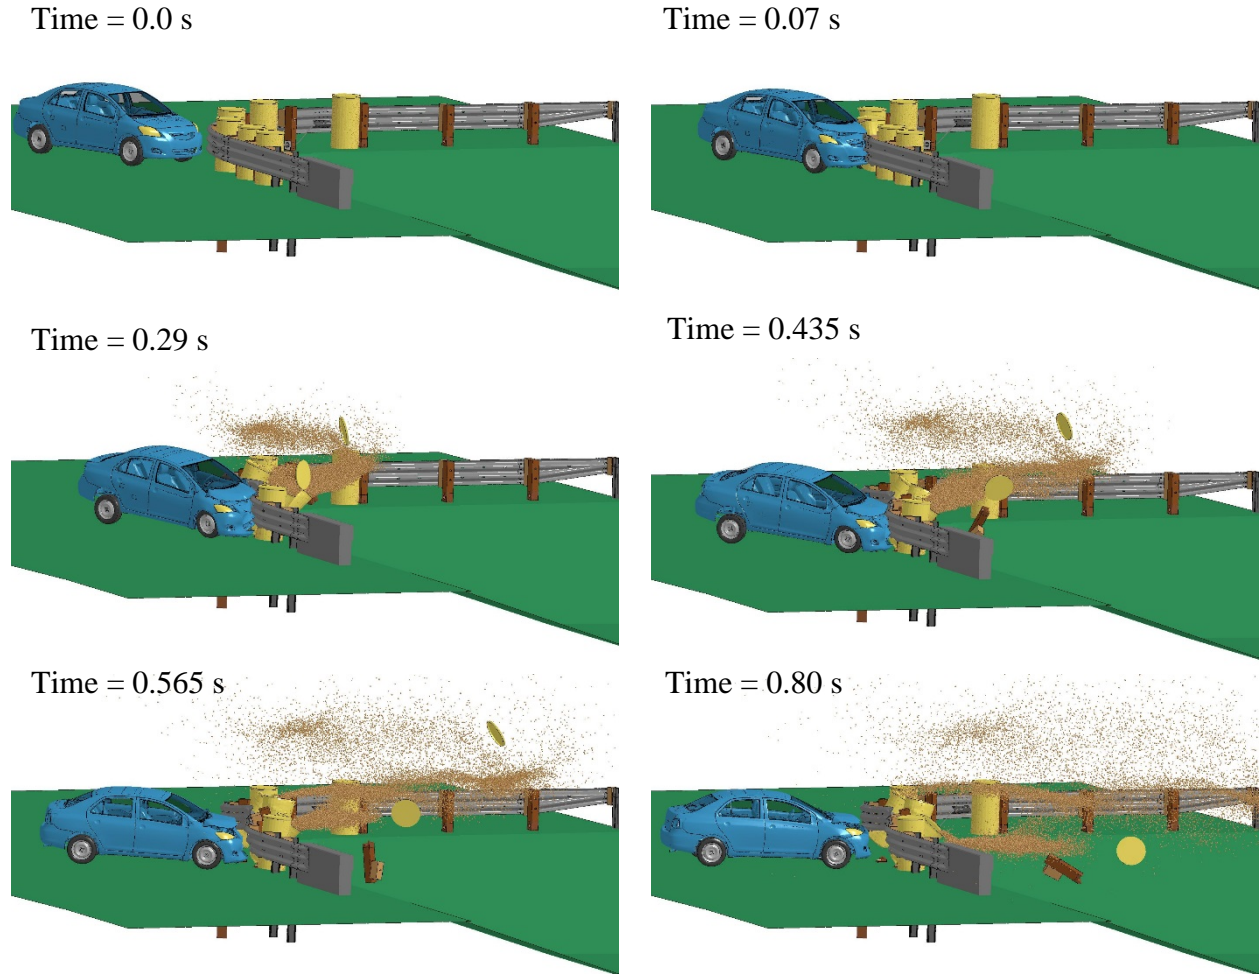 Time = 0.0 s
Time = 0.07 s
Time = 0.29 s
Time = 0.435 s
Time = 0.565 s
Time = 0.80 s